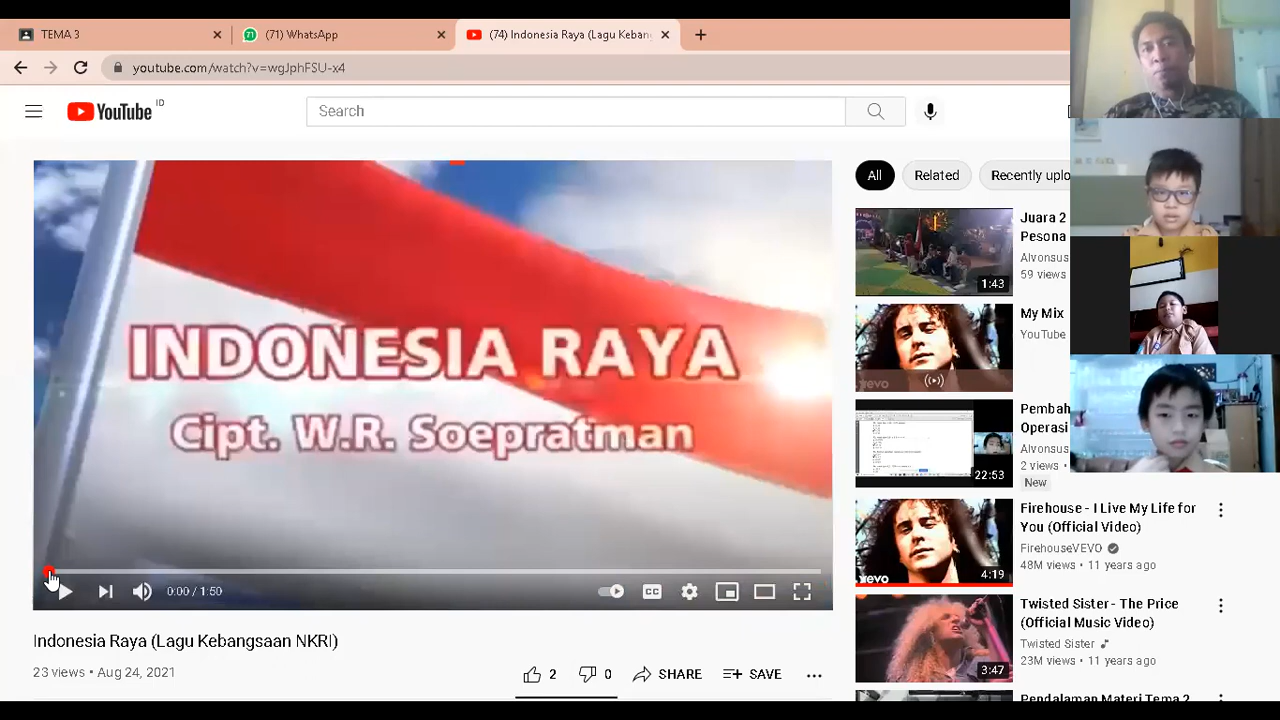 TEMA 3
(71) WhatsApp
(74) Indonesia Raya (Lagu Kebang
youtube.com/watch?v=wgJphFSU-x4
YouTube ID
Search
INDONESIA RAYA
Cipt. W.R. Soepratman
0:00 / 1:50
Indonesia Raya (Lagu Kebangsaan NKRI)
23 views • Aug 24, 2021
2
0
SHARE
SAVE
All
Related
Recently uplo
1:43
Juara 2
Pesona
Alvonsus
59 views
vevo
My Mix
YouTube
22:53
Pembah
Operasi
Alvonsus
2 views •
New
vevo
4:19
Firehouse - I Live My Life for
You (Official Video)
FirehouseVEVO
48M views • 11 years ago
3:47
Twisted Sister - The Price
(Official Music Video)
Twisted Sister
23M views • 11 years ago
Pendalaman Materi Tema 2